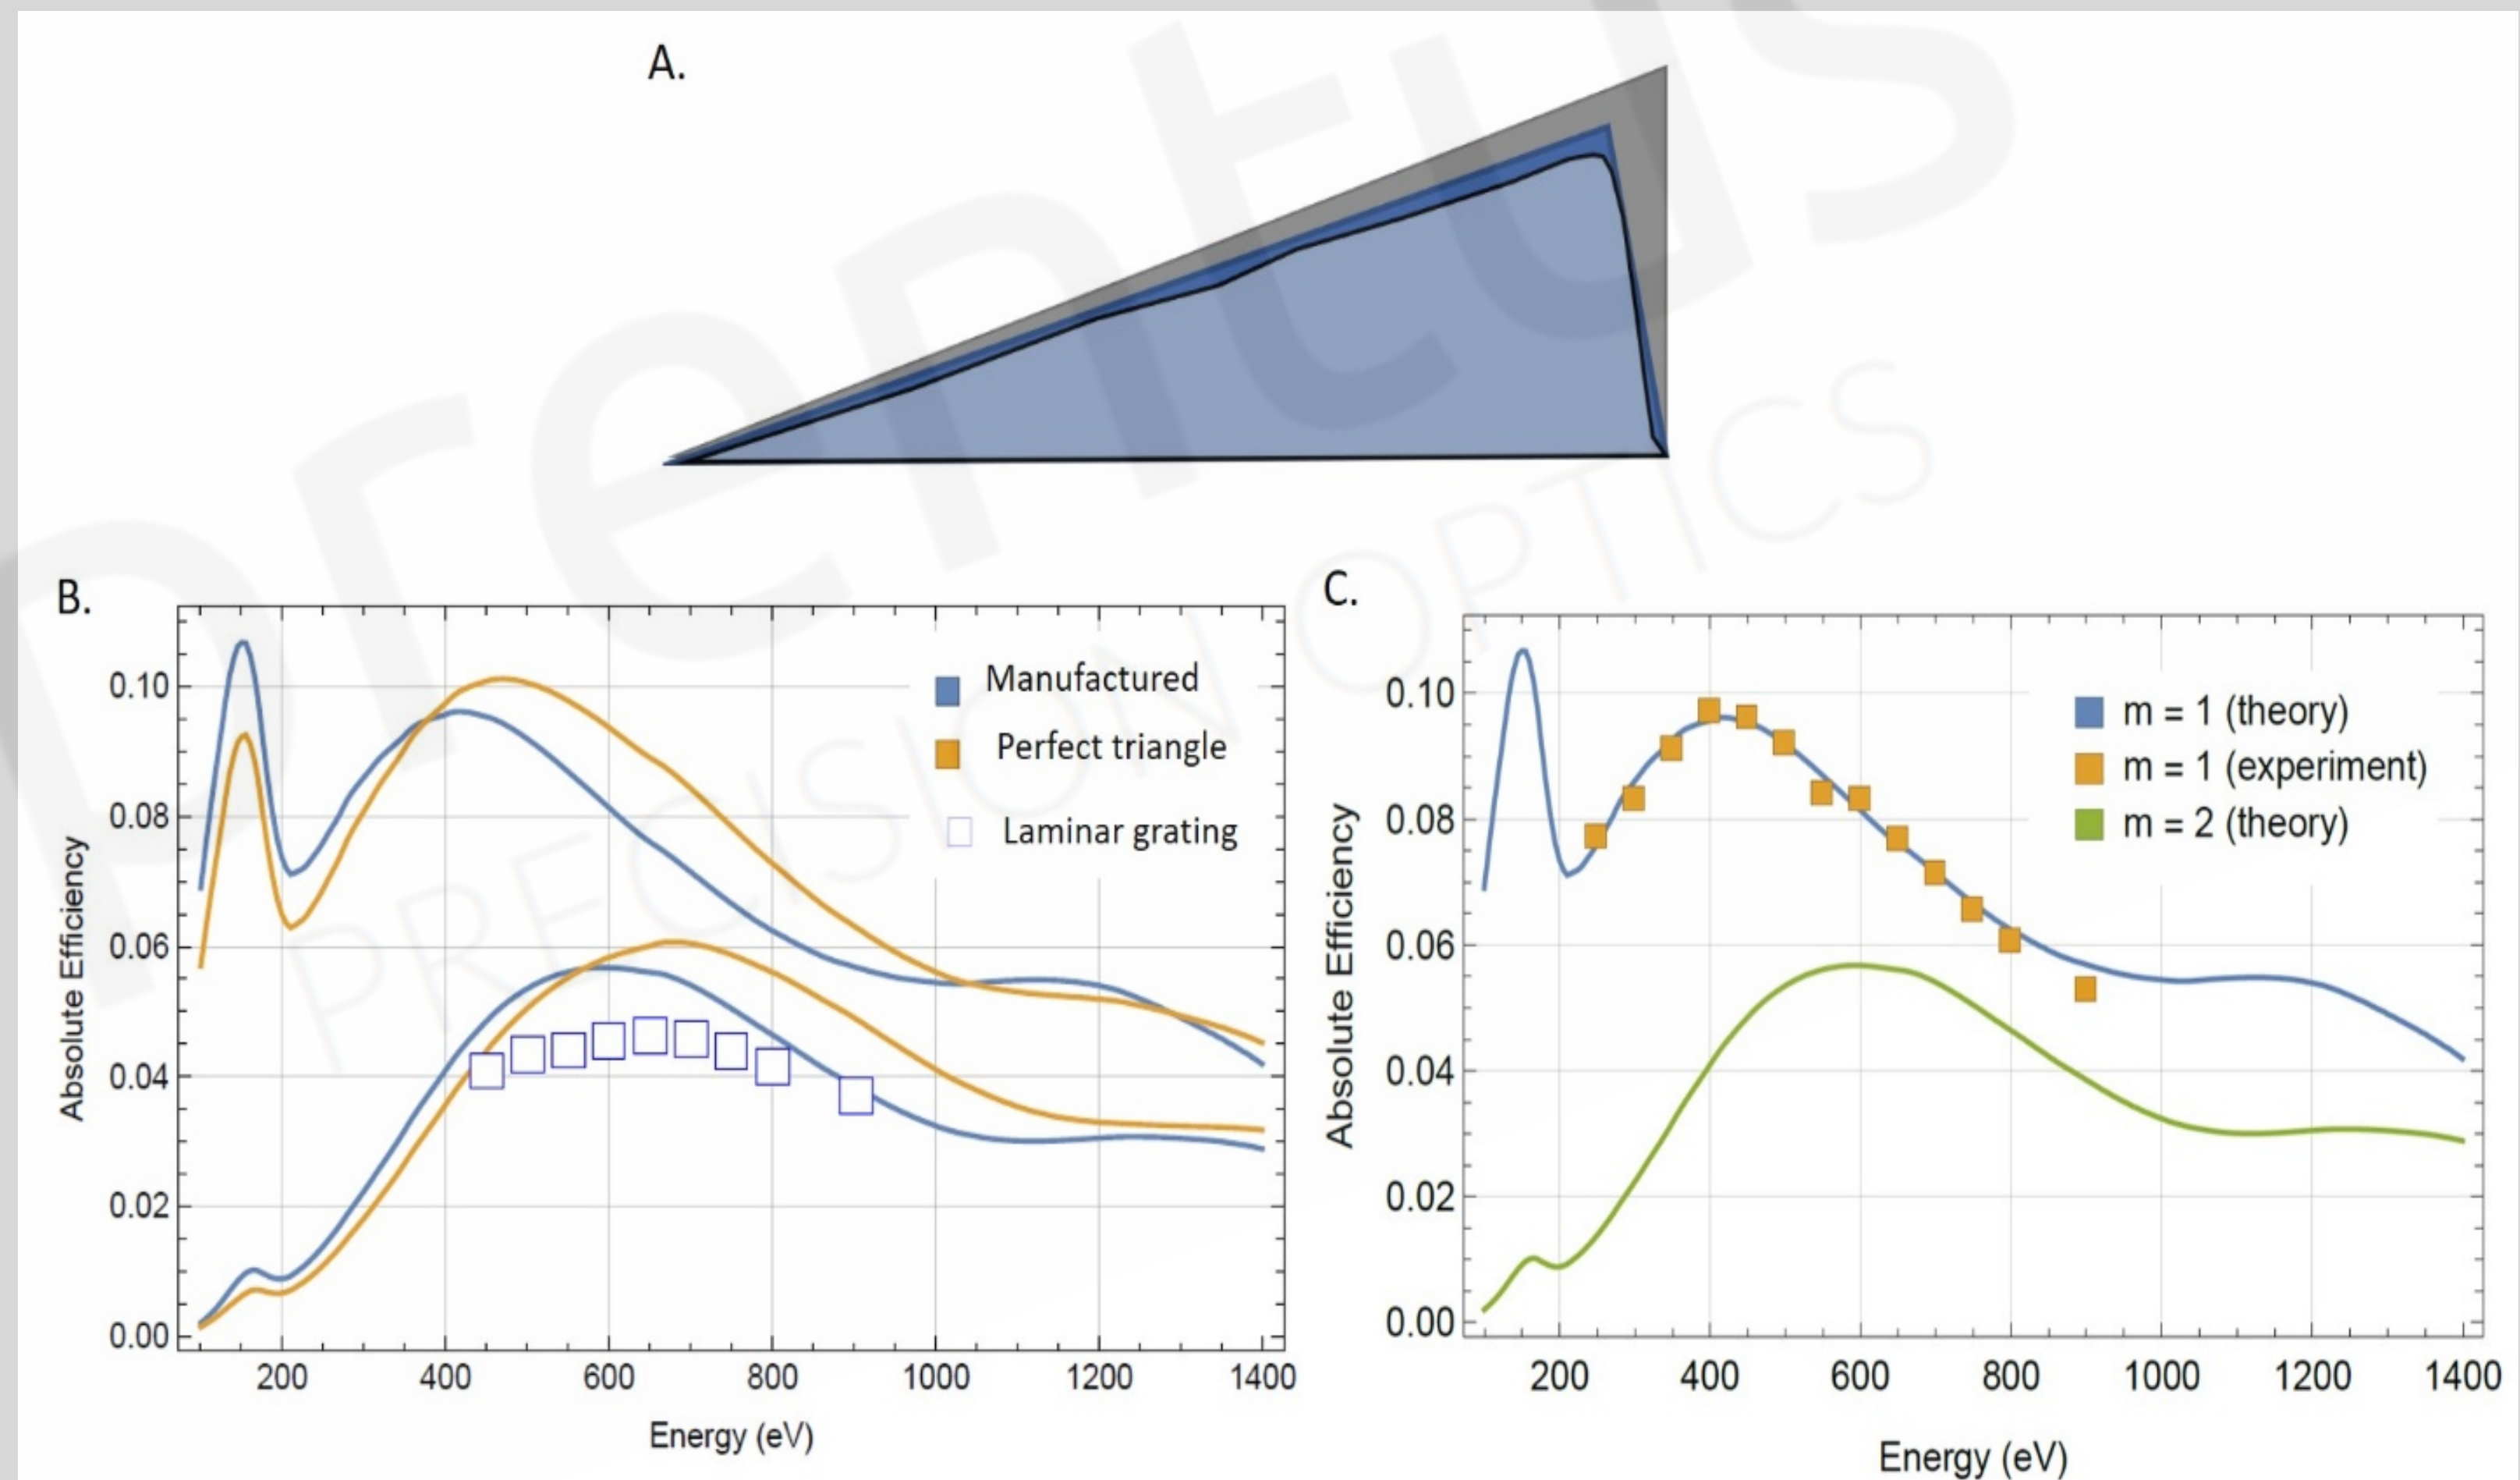 A.
B.
0.10
0.08
0.06
0.04
0.02
0.00
200 400 600 800 1000 1200 1400
Energy (eV)
Absolute Efficiency
Manufactured
Perfect triangle
Laminar grating
C.
0.10
0.08
0.06
0.04
0.02
0.00
200 400 600 800 1000 1200 1400
Energy (eV)
Absolute Efficiency
m = 1 (theory)
m = 1 (experiment)
m = 2 (theory)
prentus
PRECISION OPTICS